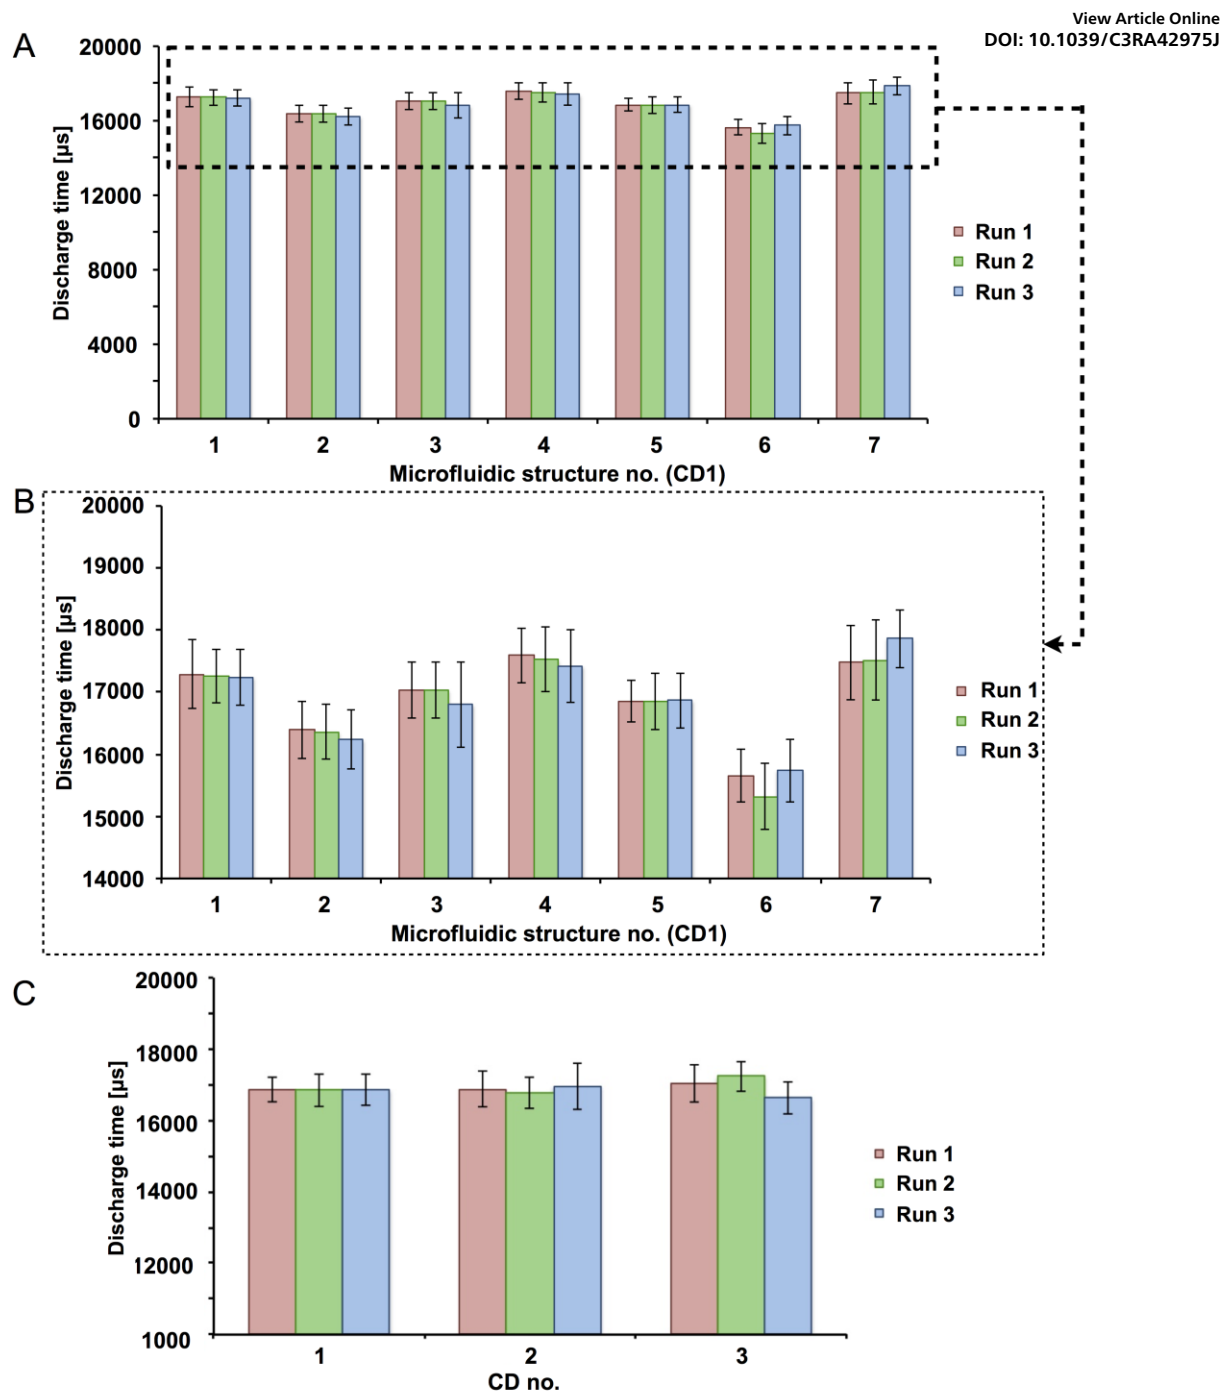 View Article Online
DOI: 10.1039/C3RA42975J
A
20000
16000
12000
8000
4000
0
Discharge time [µs]
1 2 3 4 5 6 7
Microfluidic structure no. (CD1)
Run 1
Run 2
Run 3
B
20000
19000
18000
17000
16000
15000
14000
Discharge time [µs]
1 2 3 4 5 6 7
Microfluidic structure no. (CD1)
Run 1
Run 2
Run 3
C
20000
18000
16000
14000
12000
1000
Discharge time [µs]
1 2 3
CD no.
Run 1
Run 2
Run 3